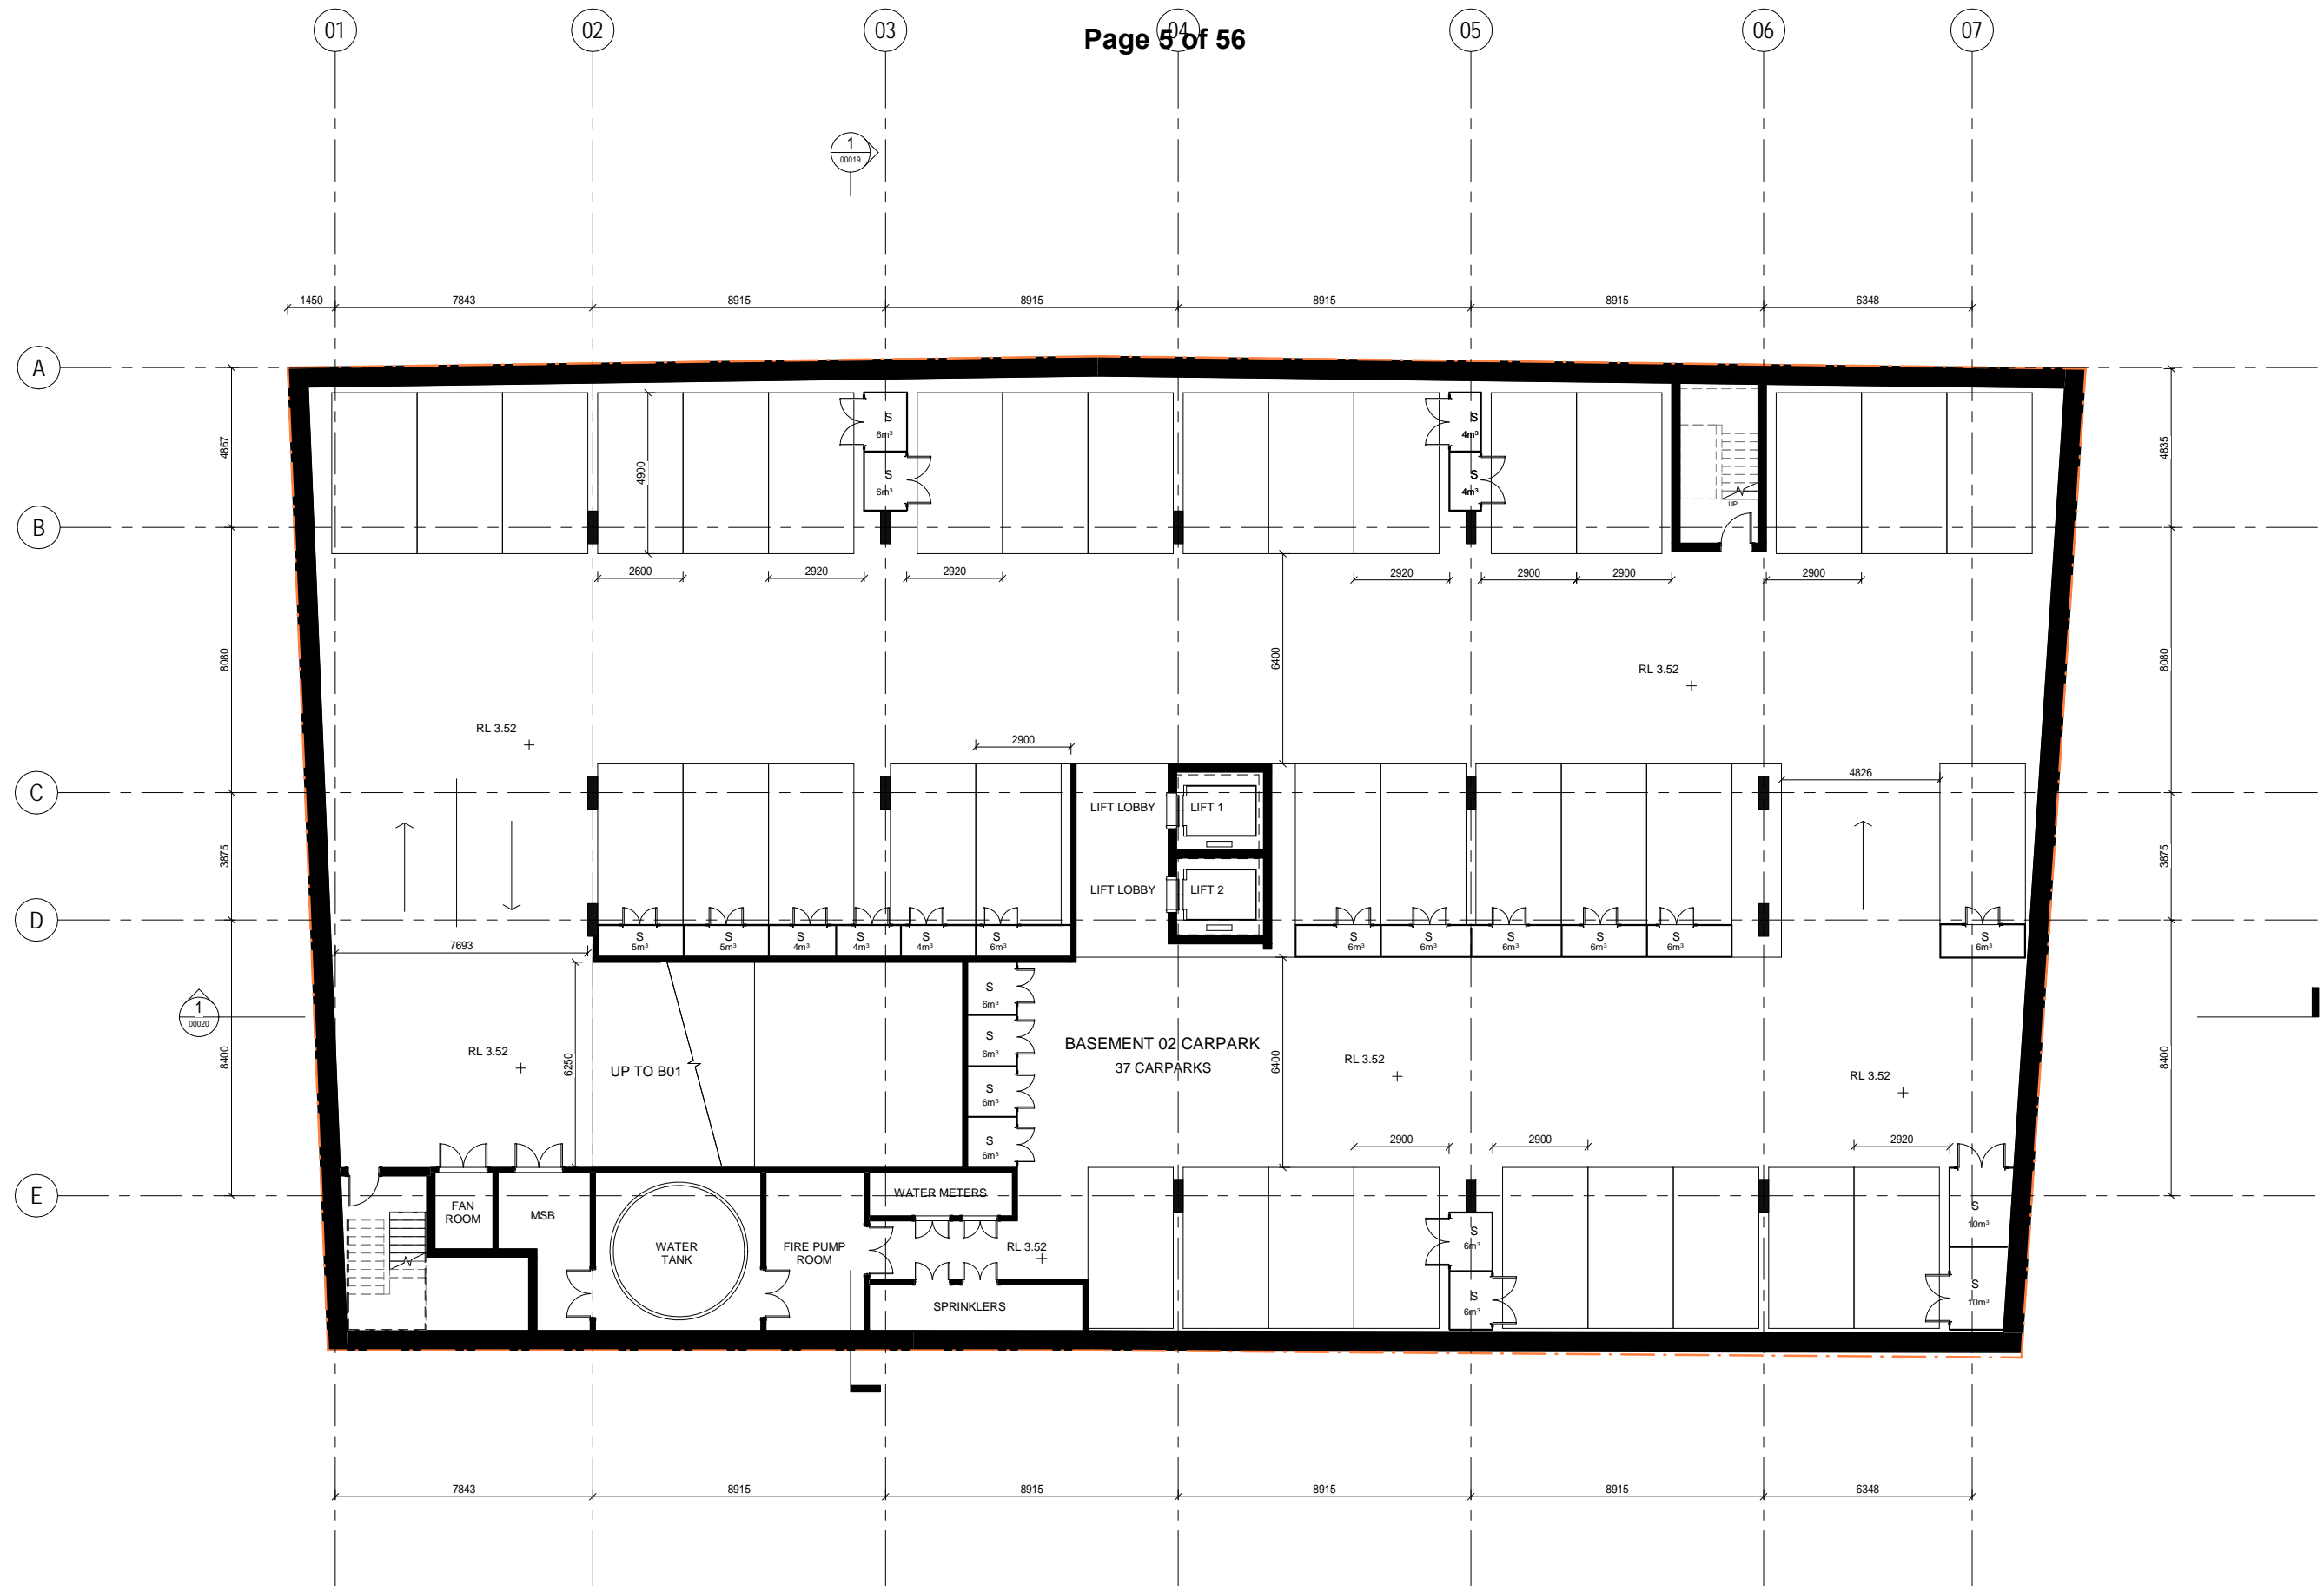 01
02
03
04
05
06
07
Page 5 of 56
1
00019
1450
7843
8915
8915
8915
8915
6348
A
4867
4835
S
6m³
S
4m³
4900
S
6m³
S
4m³
UP
B
2600
2920
2920
2920
2900
2900
2900
8080
6400
8080
RL 3.52
RL 3.52
2900
4826
C
LIFT LOBBY
LIFT 1
3875
3875
LIFT LOBBY
LIFT 2
D
S
5m³
S
5m³
S
4m³
S
4m³
S
4m³
S
6m³
S
6m³
S
6m³
S
6m³
S
6m³
S
6m³
S
6m³
7693
S
6m³
1
00020
S
6m³
BASEMENT 02 CARPARK
37 CARPARKS
RL 3.52
8400
6250
UP TO B01
6400
RL 3.52
RL 3.52
8400
S
6m³
S
6m³
2900
2900
2920
E
FAN
ROOM
MSB
WATER METERS
S
10m³
WATER
TANK
FIRE PUMP
ROOM
RL 3.52
S
6m³
SPRINKLERS
S
6m³
S
10m³
7843
8915
8915
8915
8915
6348